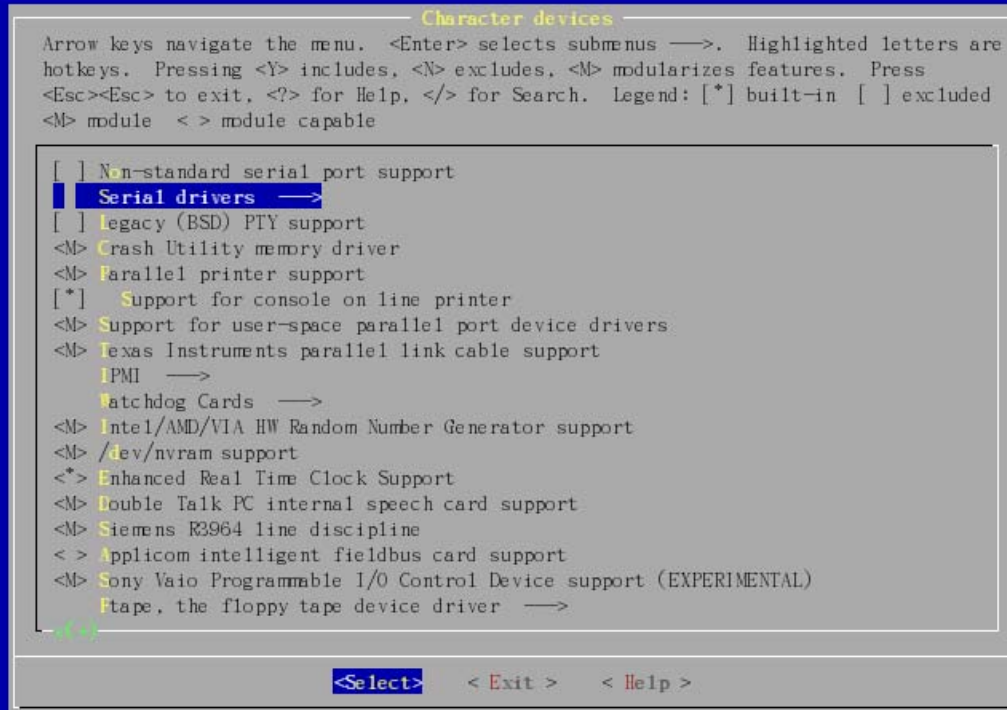 Character devices
Arrow keys navigate the menu. <Enter> selects submenus --->. Highlighted letters are
hotkeys. Pressing <Y> includes, <N> excludes, <M> modularizes features. Press
<Esc><Esc> to exit, <?> for Help, </> for Search. Legend: [*] built-in [ ] excluded
<M> module < > module capable
[ ] Non-standard serial port support
Serial drivers --->
[ ] Legacy (BSD) PTY support
<M> Crash Utility memory driver
<M> Parallel printer support
[*] Support for console on line printer
<M> Support for user-space parallel port device drivers
<M> Texas Instruments parallel link cable support
IPMI --->
Watchdog Cards --->
<M> Intel/AMD/VIA HW Random Number Generator support
<M> /dev/nvram support
<*> Enhanced Real Time Clock Support
<M> Double Talk PC internal speech card support
<M> Siemens R3964 line discipline
< > Applicom intelligent fieldbus card support
<M> Sony Vaio Programmable I/O Control Device support (EXPERIMENTAL)
Ftape, the floppy tape device driver --->
<Select> < Exit > < Help >